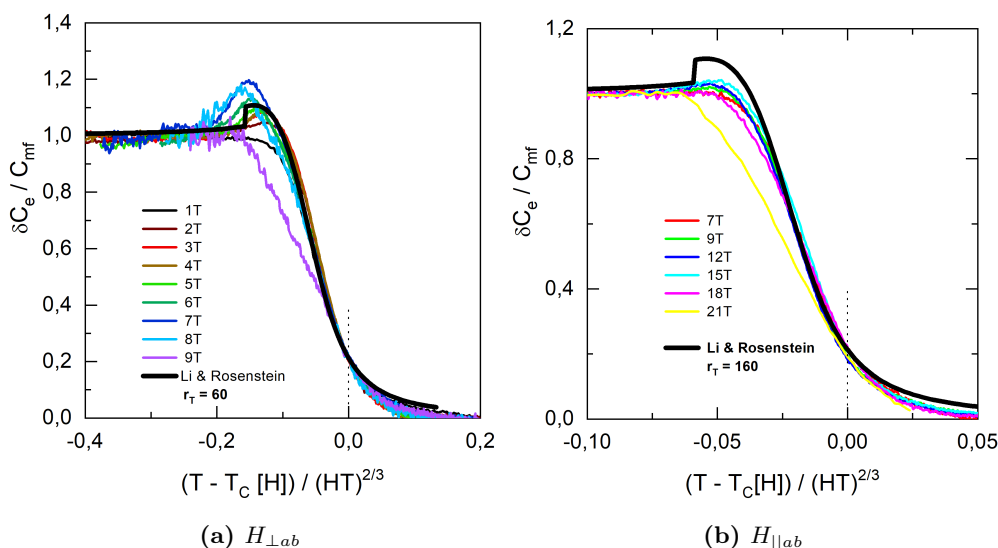 1,4
1,2
1,0
0,8
0,6
0,4
0,2
0,0
δC_e / C_mf
1T
2T
3T
4T
5T
6T
7T
8T
9T
Li & Rosenstein
r_T = 60
-0,4 -0,2 0,0 0,2
(T - T_C [H]) / (HT)^{2/3}
(a) H_{⊥ab}
1,2
0,8
0,4
0,0
δC_e / C_mf
7T
9T
12T
15T
18T
21T
Li & Rosenstein
r_T = 160
-0,10 -0,05 0,00 0,05
(T - T_C[H]) / (HT)^{2/3}
(b) H_{||ab}